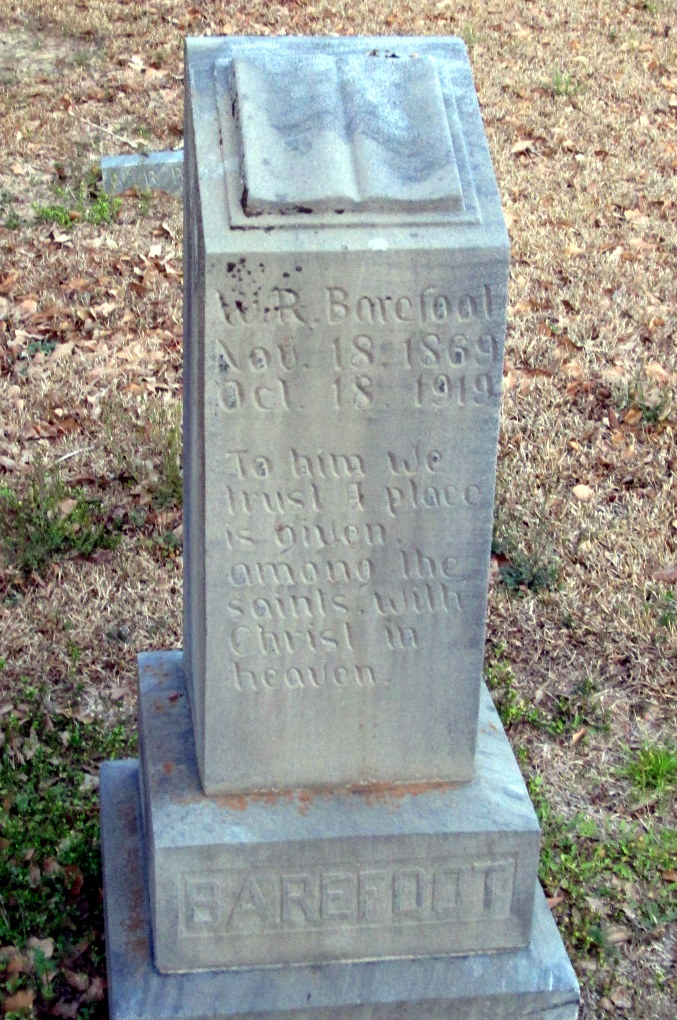 W.R. Barefoot
Nov. 18. 1869
Oct. 18. 1919
To him we
trust a place
is given.
among the
saints, with
Christ in
heaven.
BAREFOOT